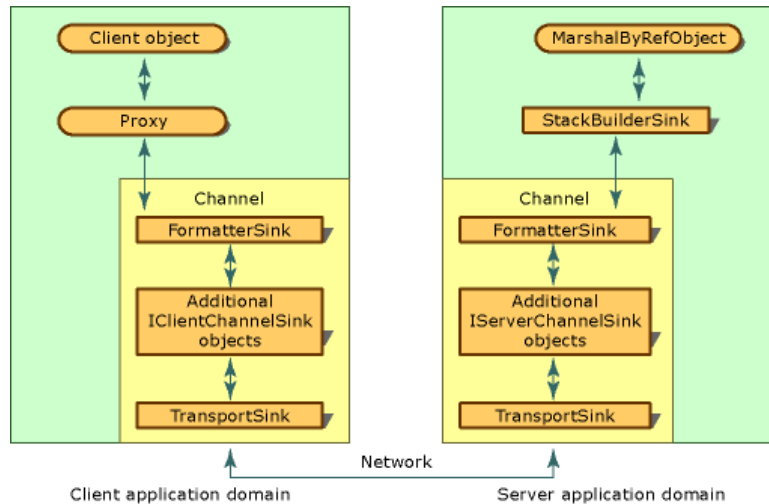 Client object
Proxy
Channel
FormatterSink
Additional
IClientChannelSink
objects
TransportSink
MarshalByRefObject
StackBuilderSink
Channel
FormatterSink
Additional
IServerChannelSink
objects
TransportSink
Network
Client application domain
Server application domain